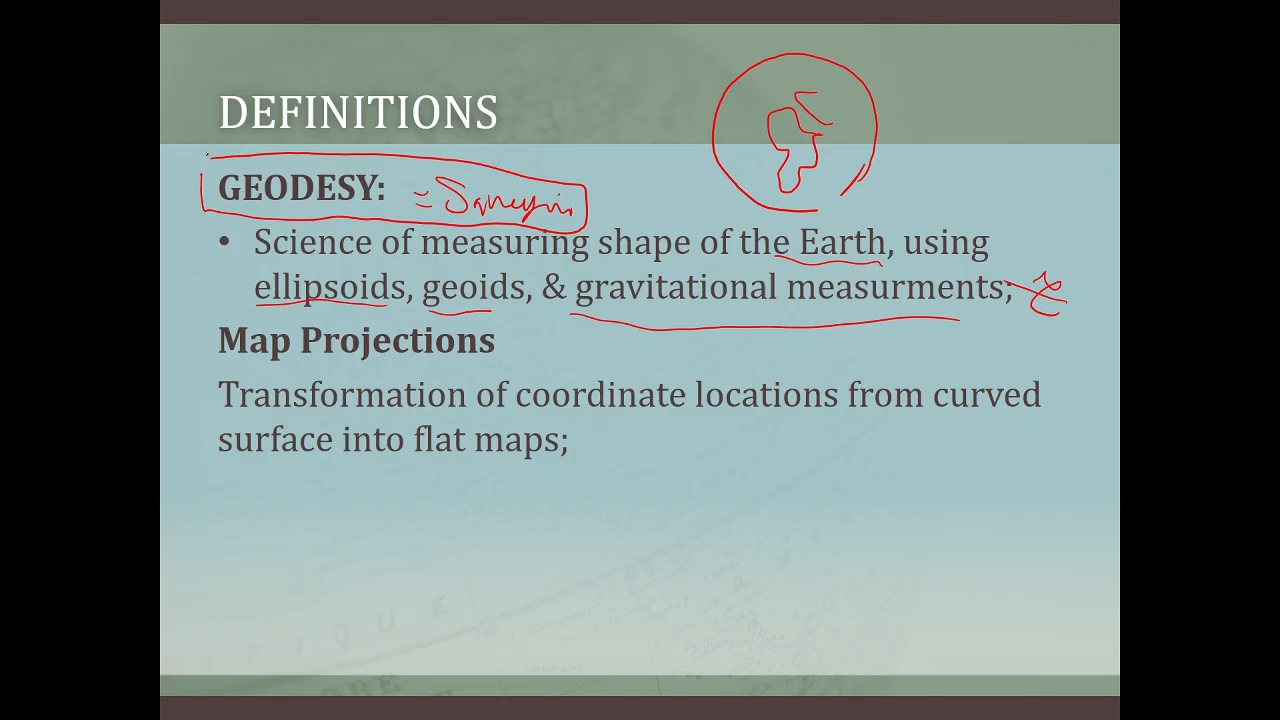 DEFINITIONS
GEODESY: = Surveyin
• Science of measuring shape of the Earth, using
ellipsoids, geoids, & gravitational measurments;
Map Projections
Transformation of coordinate locations from curved
surface into flat maps;